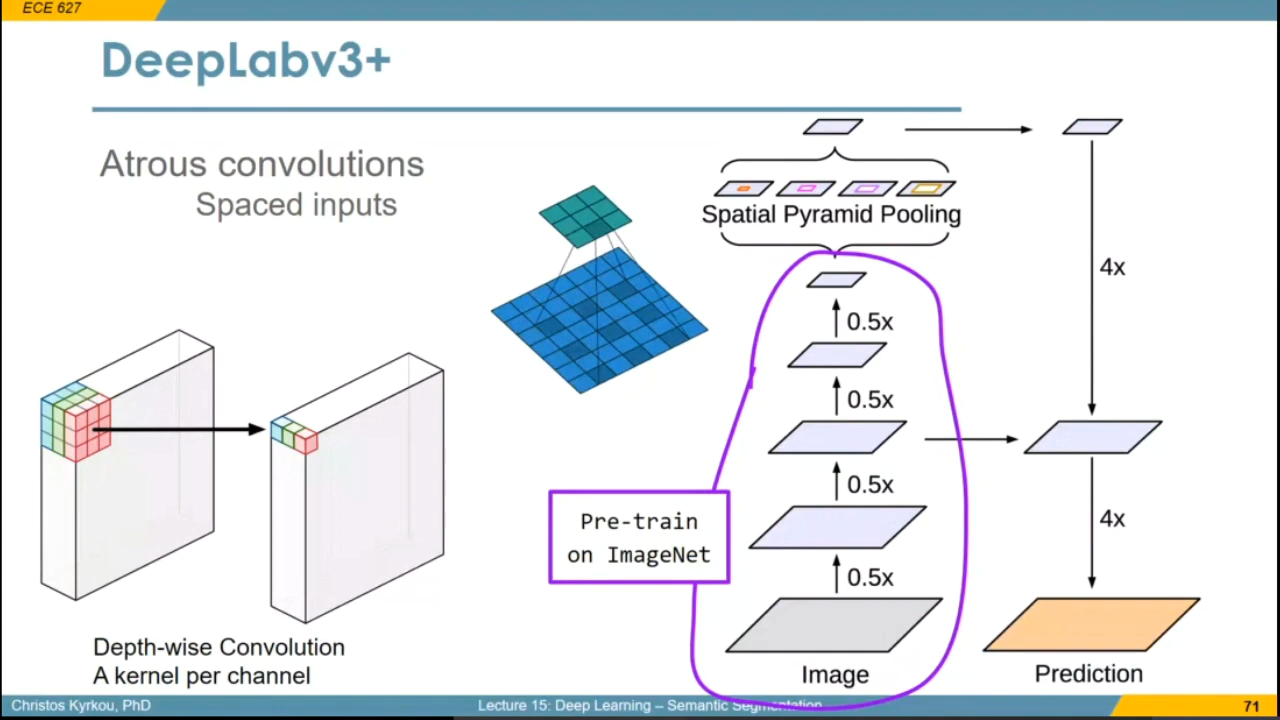 ECE 627
DeepLabv3+
Atrous convolutions
Spaced inputs
Spatial Pyramid Pooling
4x
0.5x
0.5x
0.5x
4x
Pre-train
on ImageNet
0.5x
Depth-wise Convolution
A kernel per channel
Image
Prediction
Christos Kyrkou, PhD
Lecture 15: Deep Learning – Semantic Segmentation
71